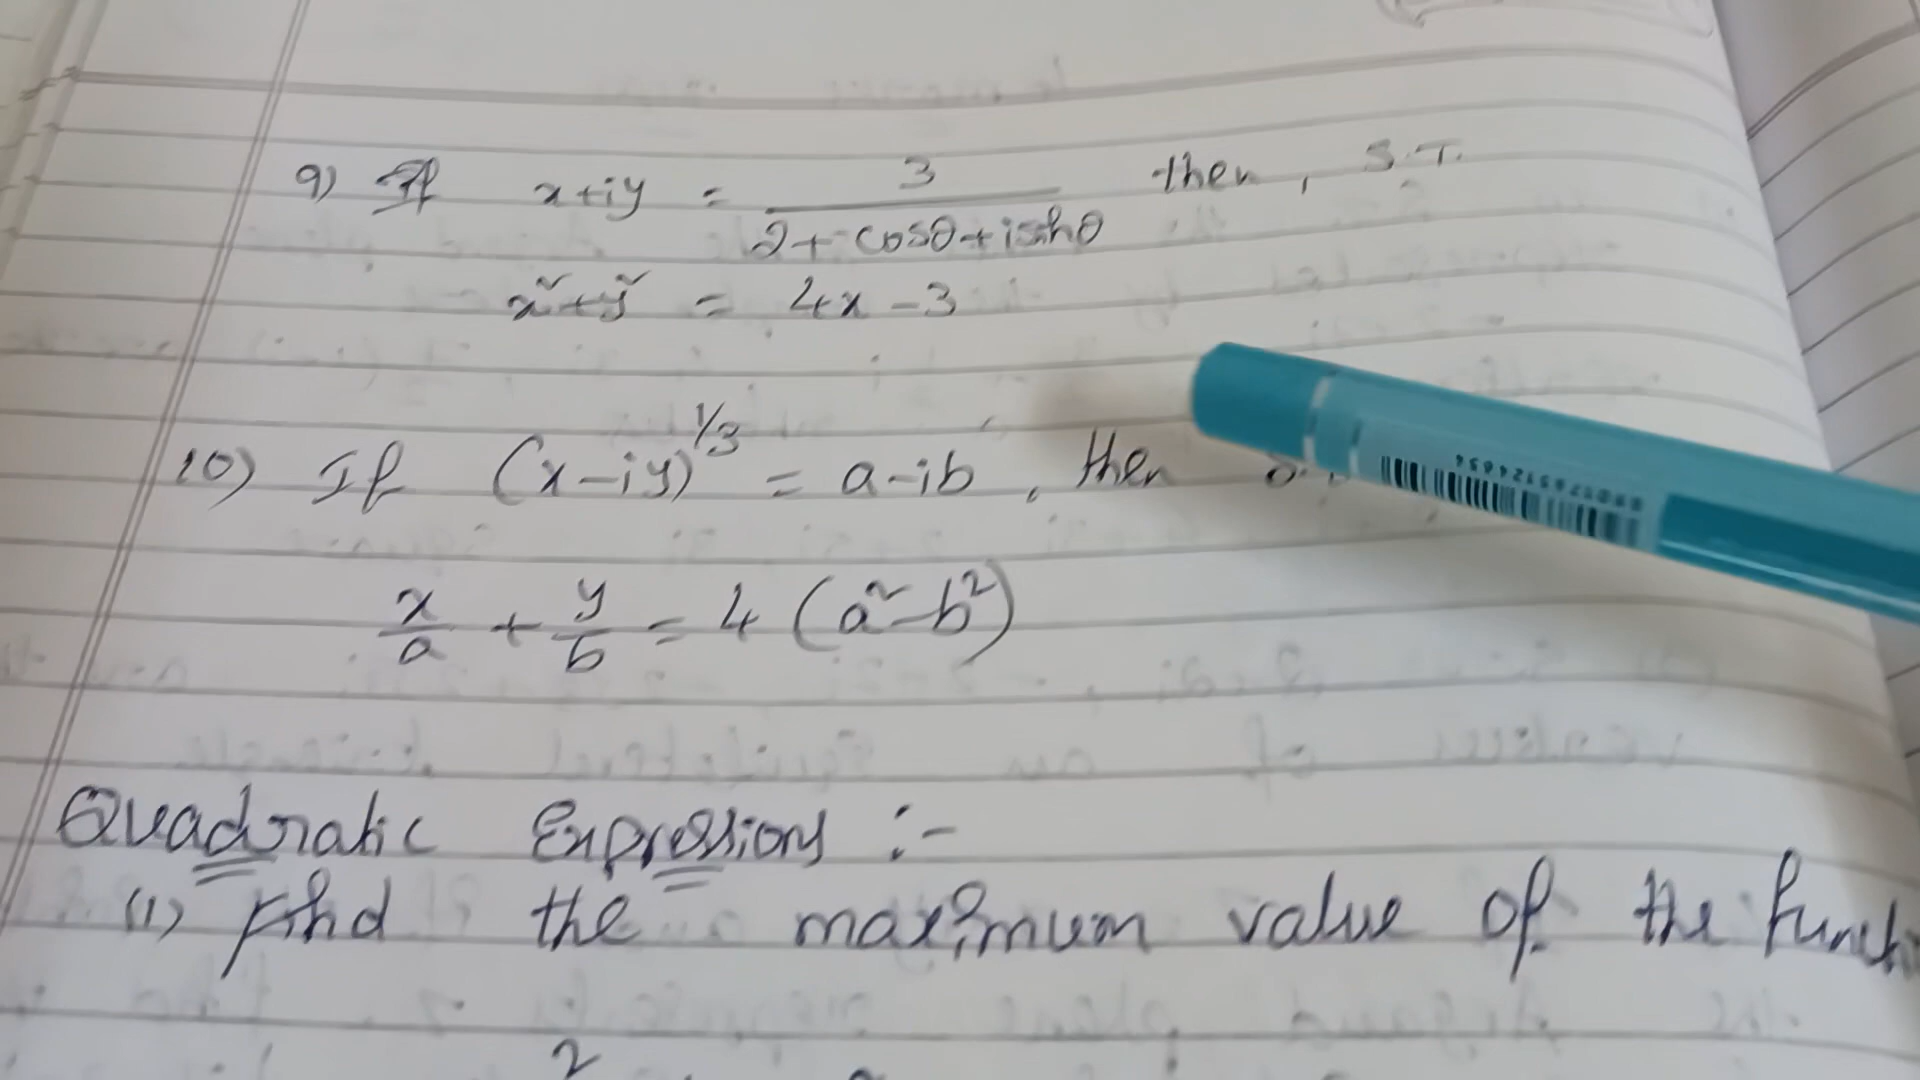 9) If x+iy = 3/(2+cosθ+isinθ) then, S.T.
x²+y² = 4x-3
10) If (x-iy)^1/3 = a-ib, then
x/a + y/b = 4(a²-b²)
Quadratic Expressions :-
(1) Find the maximum value of the